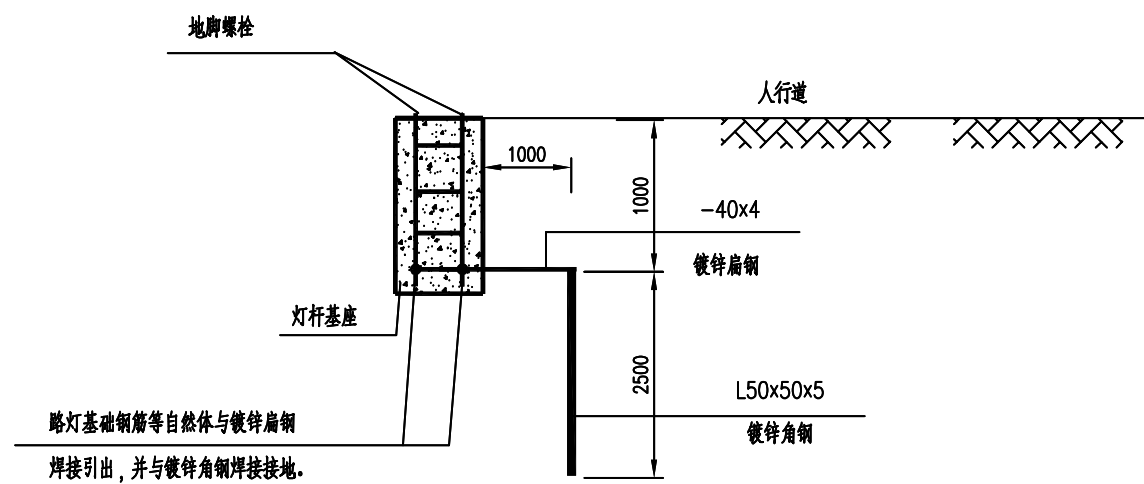 地脚螺栓
人行道
1000
1000
-40x4
镀锌扁钢
灯杆基座
2500
L50x50x5
镀锌角钢
路灯基础钢筋等自然体与镀锌扁钢
焊接引出，并与镀锌角钢焊接接地.